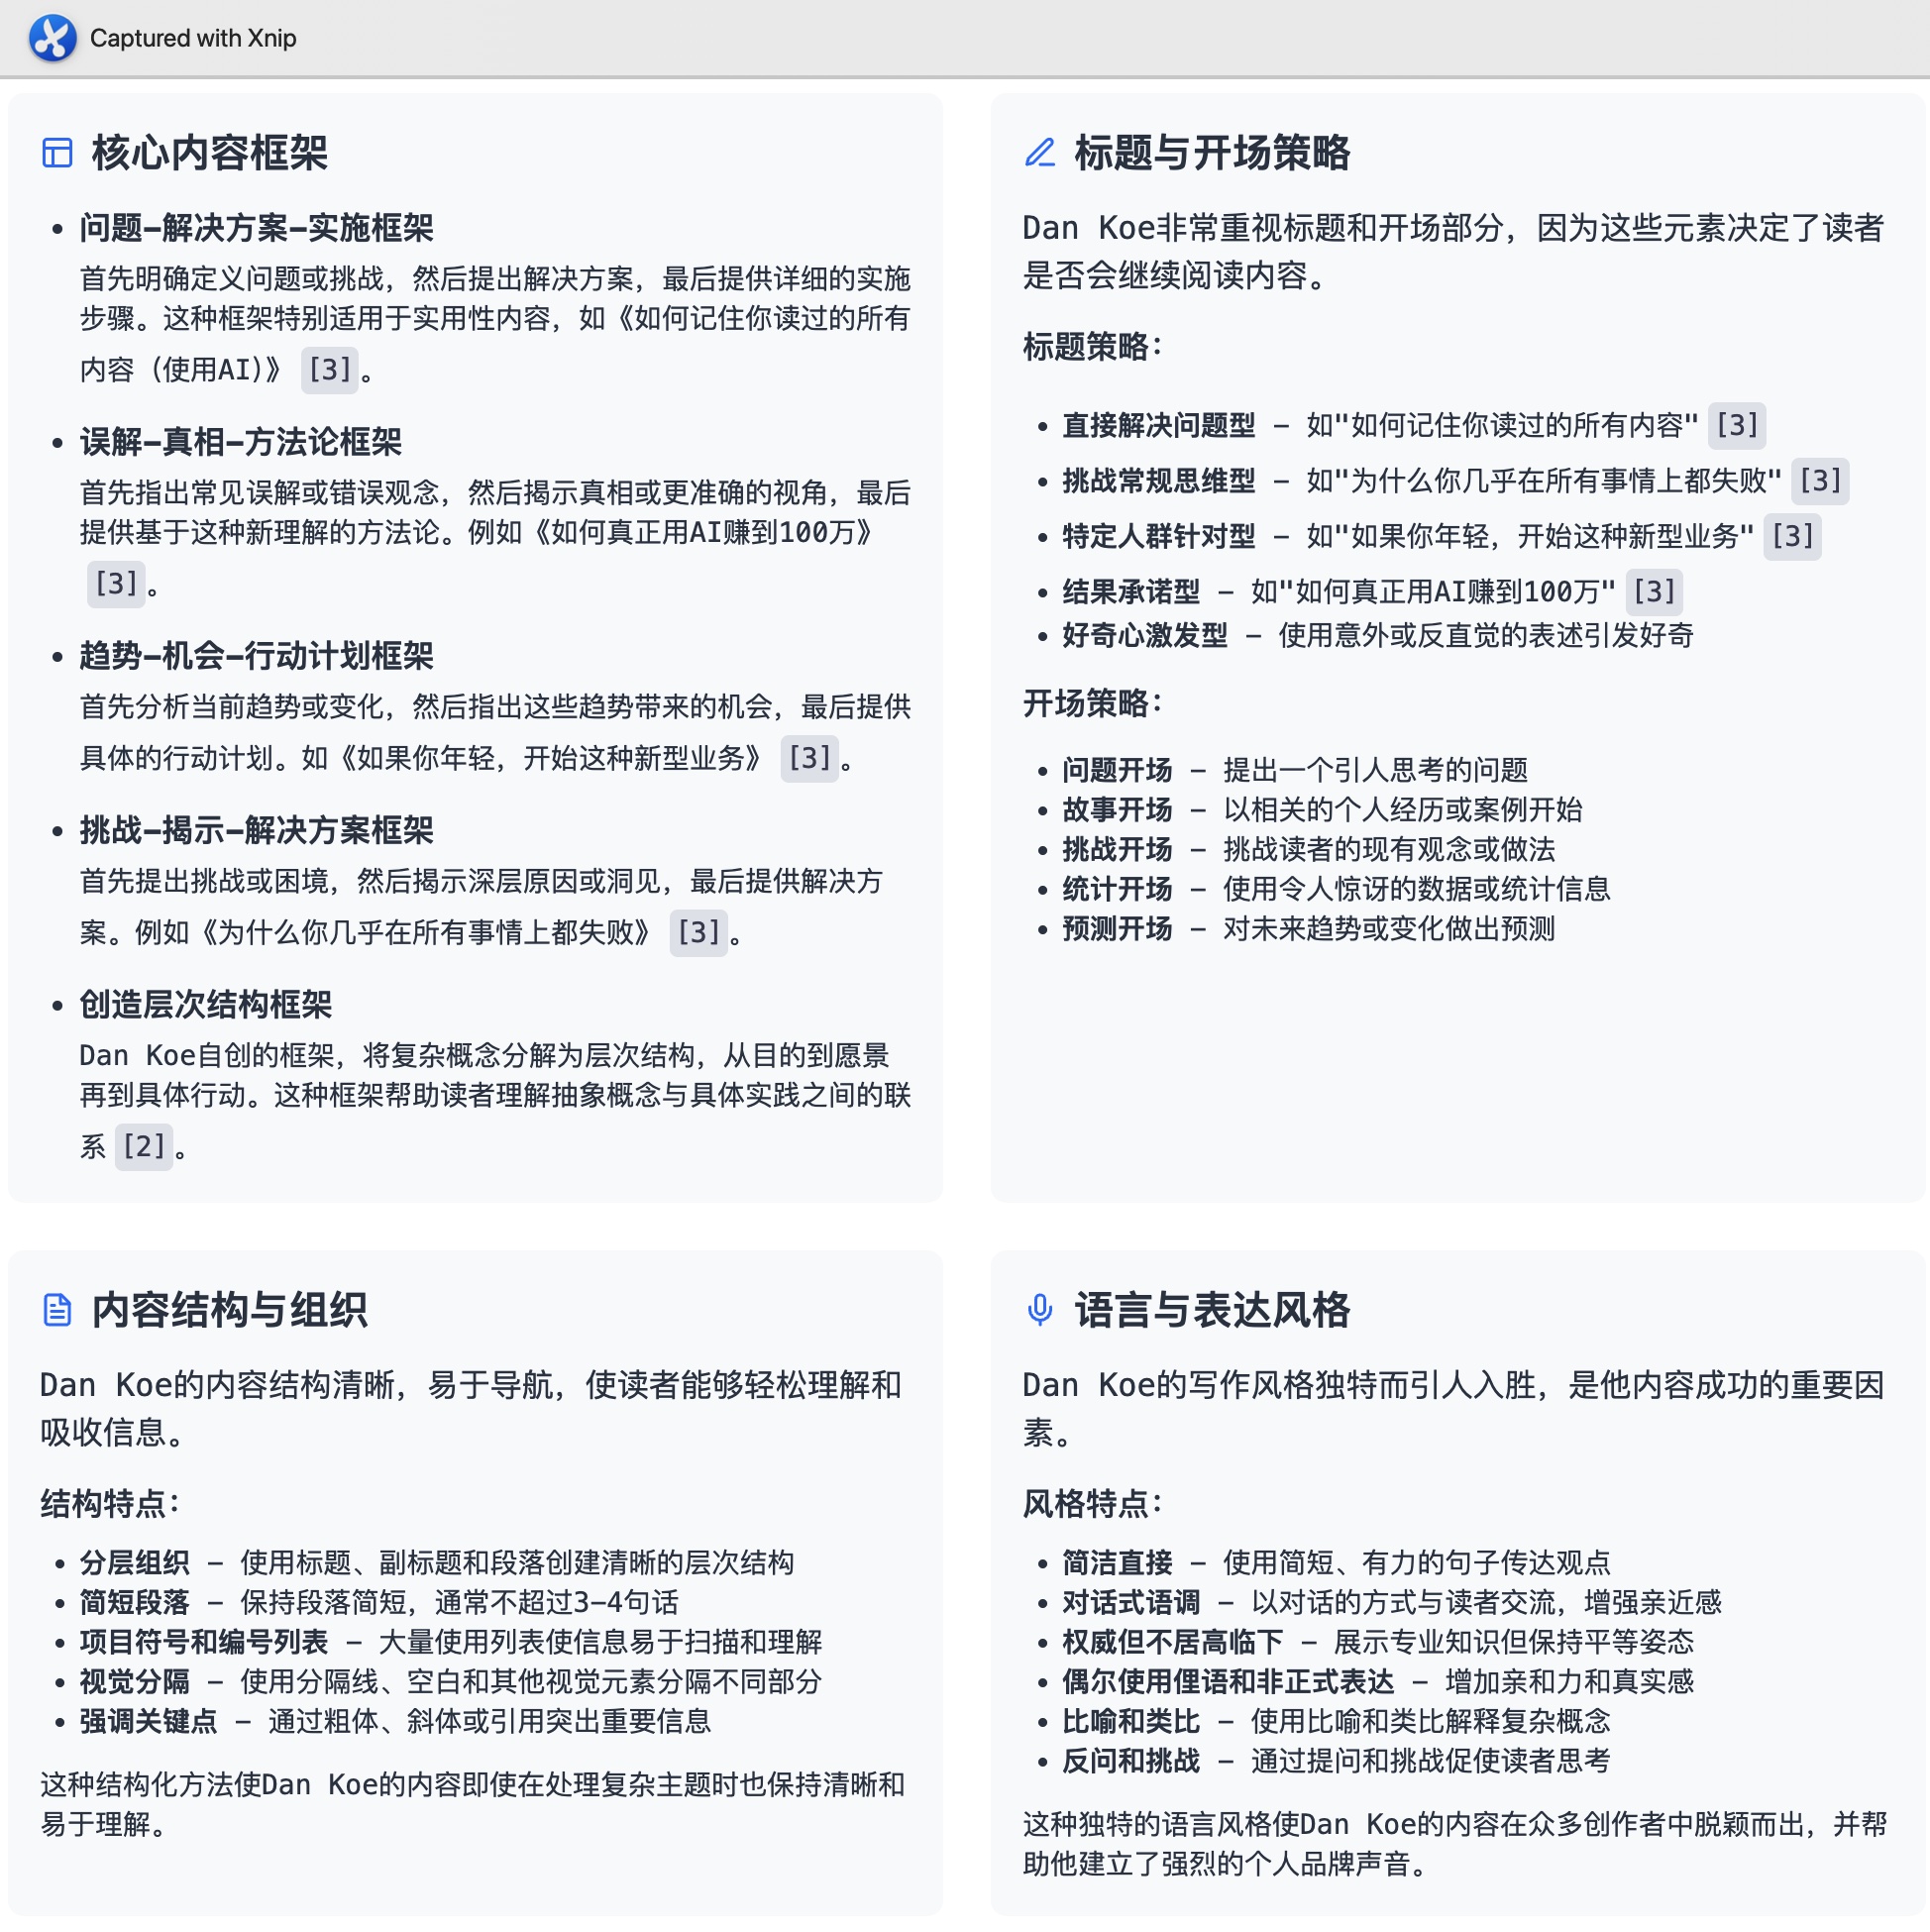 Captured with Xnip
核心内容框架
• 问题-解决方案-实施框架
首先明确定义问题或挑战，然后提出解决方案，最后提供详细的实施
步骤。这种框架特别适用于实用性内容，如《如何记住你读过的所有
内容（使用AI）》 [3]。
• 误解-真相-方法论框架
首先指出常见误解或错误观念，然后揭示真相或更准确的视角，最后
提供基于这种新理解的方法论。例如《如何真正用AI赚到100万》
[3]。
• 趋势-机会-行动计划框架
首先分析当前趋势或变化，然后指出这些趋势带来的机会，最后提供
具体的行动计划。如《如果你年轻，开始这种新型业务》 [3]。
• 挑战-揭示-解决方案框架
首先提出挑战或困境，然后揭示深层原因或洞见，最后提供解决方
案。例如《为什么你几乎在所有事情上都失败》 [3]。
• 创造层次结构框架
Dan Koe自创的框架，将复杂概念分解为层次结构，从目的到愿景
再到具体行动。这种框架帮助读者理解抽象概念与具体实践之间的联
系 [2]。
标题与开场策略
Dan Koe非常重视标题和开场部分，因为这些元素决定了读者
是否会继续阅读内容。
标题策略：
• 直接解决问题型 - 如"如何记住你读过的所有内容" [3]
• 挑战常规思维型 - 如"为什么你几乎在所有事情上都失败" [3]
• 特定人群针对型 - 如"如果你年轻，开始这种新型业务" [3]
• 结果承诺型 - 如"如何真正用AI赚到100万" [3]
• 好奇心激发型 - 使用意外或反直觉的表述引发好奇
开场策略：
• 问题开场 - 提出一个引人思考的问题
• 故事开场 - 以相关的个人经历或案例开始
• 挑战开场 - 挑战读者的现有观念或做法
• 统计开场 - 使用令人惊讶的数据或统计信息
• 预测开场 - 对未来趋势或变化做出预测
内容结构与组织
Dan Koe的内容结构清晰，易于导航，使读者能够轻松理解和
吸收信息。
结构特点：
• 分层组织 - 使用标题、副标题和段落创建清晰的层次结构
• 简短段落 - 保持段落简短，通常不超过3-4句话
• 项目符号和编号列表 - 大量使用列表使信息易于扫描和理解
• 视觉分隔 - 使用分隔线、空白和其他视觉元素分隔不同部分
• 强调关键点 - 通过粗体、斜体或引用突出重要信息
这种结构化方法使Dan Koe的内容即使在处理复杂主题时也保持清晰和
易于理解。
语言与表达风格
Dan Koe的写作风格独特而引人入胜，是他内容成功的重要因
素。
风格特点：
• 简洁直接 - 使用简短、有力的句子传达观点
• 对话式语调 - 以对话的方式与读者交流，增强亲近感
• 权威但不居高临下 - 展示专业知识但保持平等姿态
• 偶尔使用俚语和非正式表达 - 增加亲和力和真实感
• 比喻和类比 - 使用比喻和类比解释复杂概念
• 反问和挑战 - 通过提问和挑战促使读者思考
这种独特的语言风格使Dan Koe的内容在众多创作者中脱颖而出，并帮
助他建立了强烈的个人品牌声音。